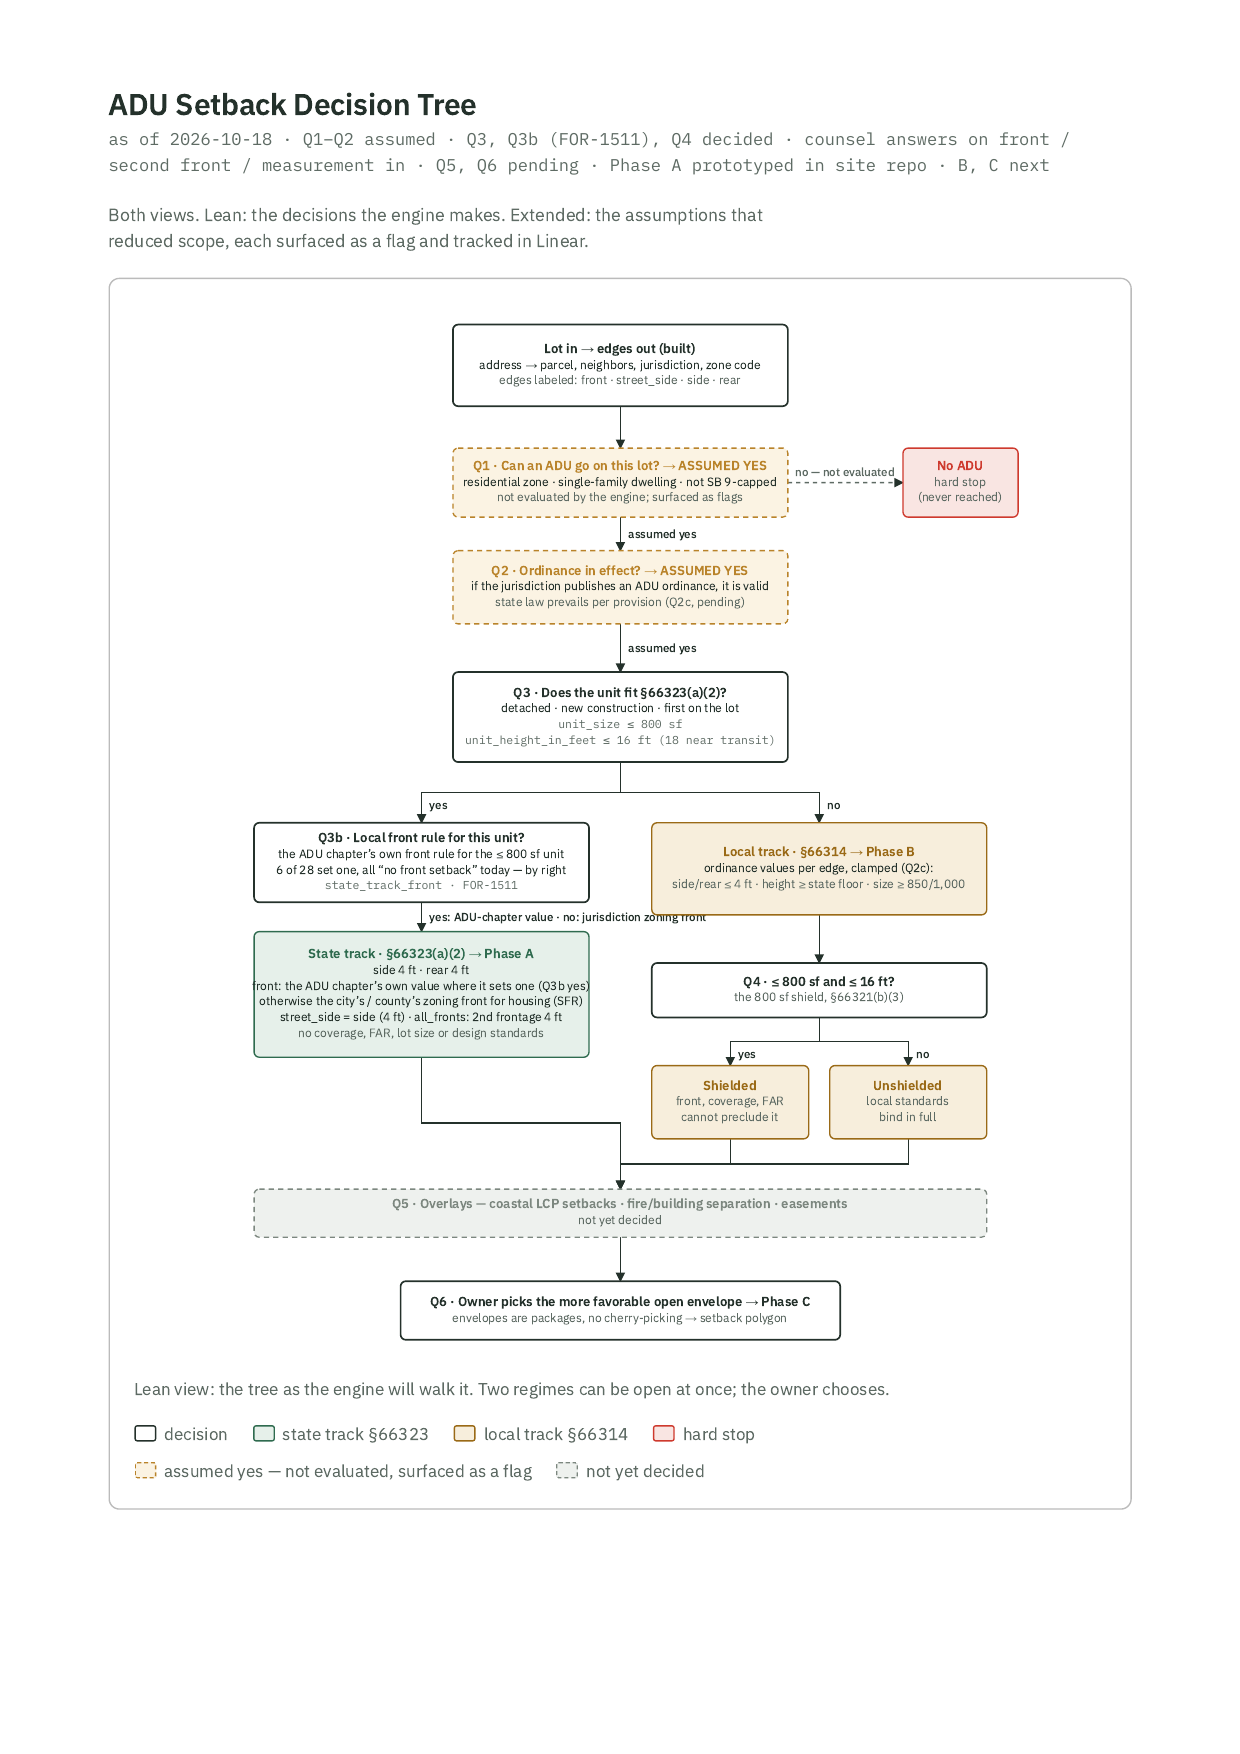 ADU Setback Decision Tree
as of 2026-10-18 · Q1–Q2 assumed · Q3, Q3b (FOR-1511), Q4 decided · counsel answers on front /
second front / measurement in · Q5, Q6 pending · Phase A prototyped in site repo · B, C next
Both views. Lean: the decisions the engine makes. Extended: the assumptions that
reduced scope, each surfaced as a flag and tracked in Linear.
Lot in → edges out (built)
address → parcel, neighbors, jurisdiction, zone code
edges labeled: front · street_side · side · rear
Q1 · Can an ADU go on this lot? → ASSUMED YES
residential zone · single-family dwelling · not SB 9-capped
not evaluated by the engine; surfaced as flags
no — not evaluated
No ADU
hard stop
(never reached)
assumed yes
Q2 · Ordinance in effect? → ASSUMED YES
if the jurisdiction publishes an ADU ordinance, it is valid
state law prevails per provision (Q2c, pending)
assumed yes
Q3 · Does the unit fit §66323(a)(2)?
detached · new construction · first on the lot
unit_size ≤ 800 sf
unit_height_in_feet ≤ 16 ft (18 near transit)
yes
no
Q3b · Local front rule for this unit?
the ADU chapter’s own front rule for the ≤ 800 sf unit
6 of 28 set one, all “no front setback” today — by right
state_track_front · FOR-1511
Local track · §66314 → Phase B
ordinance values per edge, clamped (Q2c):
side/rear ≤ 4 ft · height ≥ state floor · size ≥ 850/1,000
yes: ADU-chapter value · no: jurisdiction zoning front
State track · §66323(a)(2) → Phase A
side 4 ft · rear 4 ft
front: the ADU chapter’s own value where it sets one (Q3b yes)
otherwise the city’s / county’s zoning front for housing (SFR)
street_side = side (4 ft) · all_fronts: 2nd frontage 4 ft
no coverage, FAR, lot size or design standards
Q4 · ≤ 800 sf and ≤ 16 ft?
the 800 sf shield, §66321(b)(3)
yes
no
Shielded
front, coverage, FAR
cannot preclude it
Unshielded
local standards
bind in full
Q5 · Overlays — coastal LCP setbacks · fire/building separation · easements
not yet decided
Q6 · Owner picks the more favorable open envelope → Phase C
envelopes are packages, no cherry-picking → setback polygon
Lean view: the tree as the engine will walk it. Two regimes can be open at once; the owner chooses.
decision
state track §66323
local track §66314
hard stop
assumed yes — not evaluated, surfaced as a flag
not yet decided